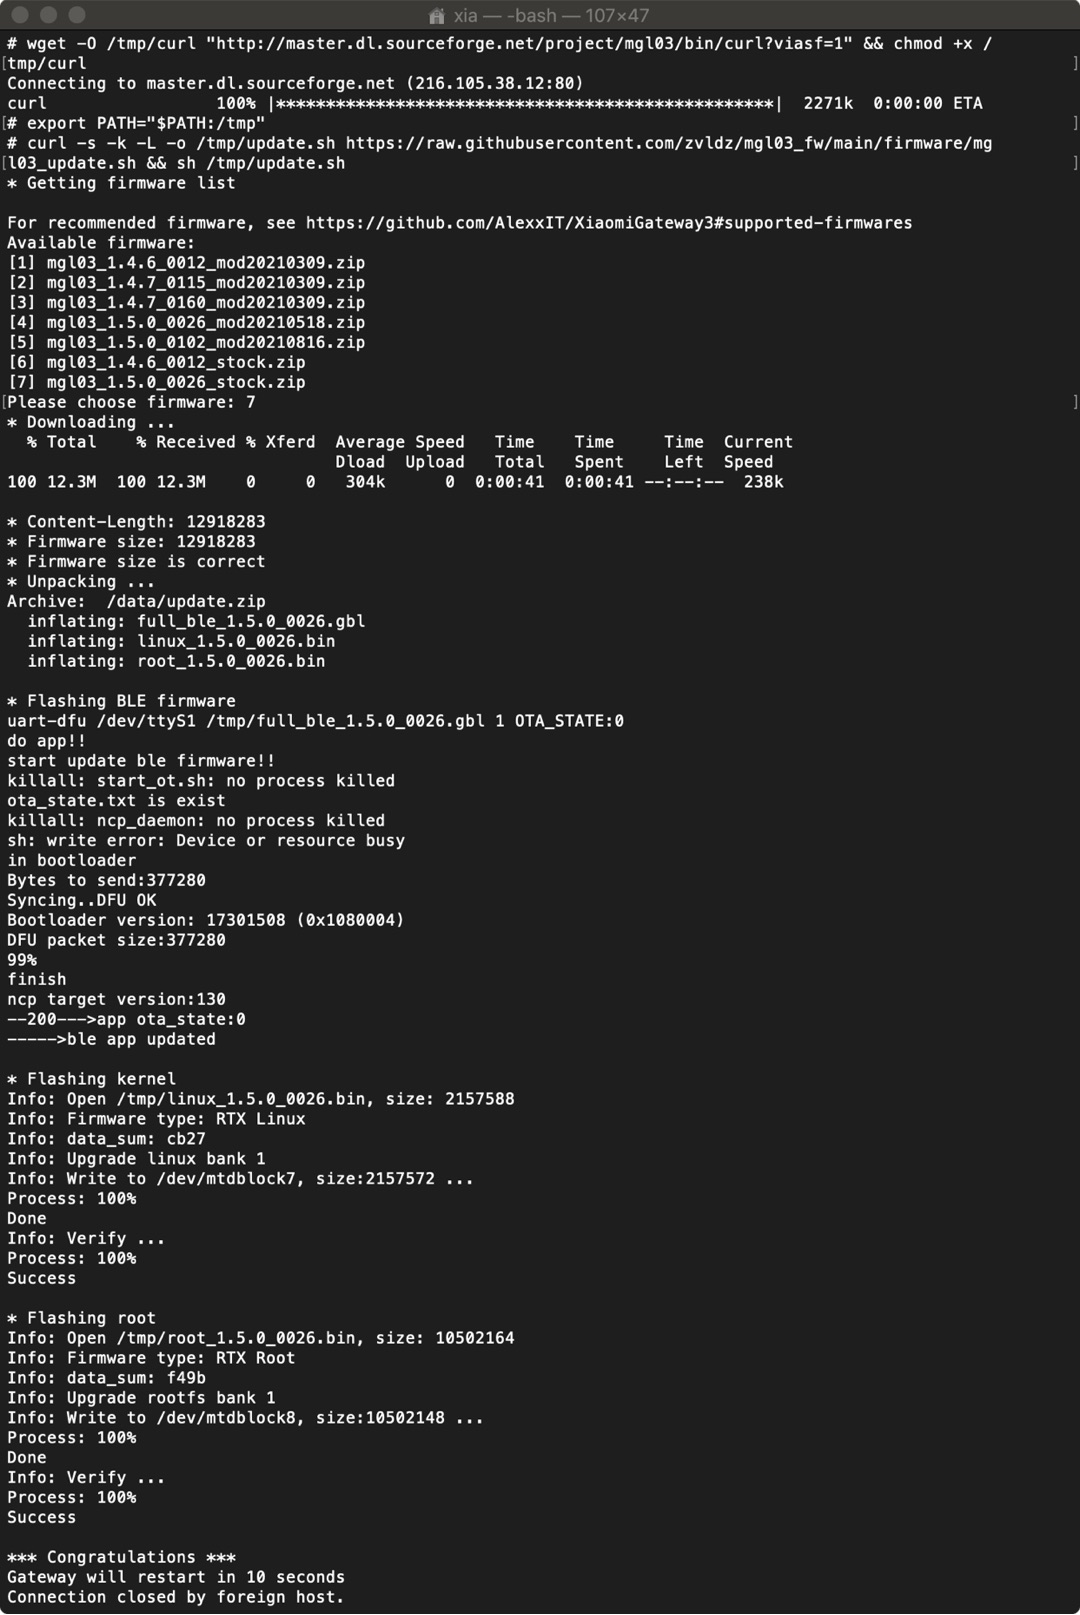 xia — -bash — 107×47
# wget -O /tmp/curl "http://master.dl.sourceforge.net/project/mgl03/bin/curl?viasf=1" && chmod +x /
[tmp/curl ]
Connecting to master.dl.sourceforge.net (216.105.38.12:80)
curl                 100% |**************************************************|  2271k  0:00:00 ETA
[# export PATH="$PATH:/tmp" ]
# curl -s -k -L -o /tmp/update.sh https://raw.githubusercontent.com/zvldz/mgl03_fw/main/firmware/mg
[l03_update.sh && sh /tmp/update.sh ]
* Getting firmware list
For recommended firmware, see https://github.com/AlexxIT/XiaomiGateway3#supported-firmwares
Available firmware:
[1] mgl03_1.4.6_0012_mod20210309.zip
[2] mgl03_1.4.7_0115_mod20210309.zip
[3] mgl03_1.4.7_0160_mod20210309.zip
[4] mgl03_1.5.0_0026_mod20210518.zip
[5] mgl03_1.5.0_0102_mod20210816.zip
[6] mgl03_1.4.6_0012_stock.zip
[7] mgl03_1.5.0_0026_stock.zip
[Please choose firmware: 7 ]
* Downloading ...
  % Total    % Received % Xferd  Average Speed   Time    Time     Time  Current
                                 Dload  Upload   Total   Spent    Left  Speed
100 12.3M  100 12.3M    0     0   304k      0  0:00:41  0:00:41 --:--:--  238k
* Content-Length: 12918283
* Firmware size: 12918283
* Firmware size is correct
* Unpacking ...
Archive:  /data/update.zip
  inflating: full_ble_1.5.0_0026.gbl
  inflating: linux_1.5.0_0026.bin
  inflating: root_1.5.0_0026.bin
* Flashing BLE firmware
uart-dfu /dev/ttyS1 /tmp/full_ble_1.5.0_0026.gbl 1 OTA_STATE:0
do app!!
start update ble firmware!!
killall: start_ot.sh: no process killed
ota_state.txt is exist
killall: ncp_daemon: no process killed
sh: write error: Device or resource busy
in bootloader
Bytes to send:377280
Syncing..DFU OK
Bootloader version: 17301508 (0x1080004)
DFU packet size:377280
99%
finish
ncp target version:130
--200--->app ota_state:0
----->ble app updated
* Flashing kernel
Info: Open /tmp/linux_1.5.0_0026.bin, size: 2157588
Info: Firmware type: RTX Linux
Info: data_sum: cb27
Info: Upgrade linux bank 1
Info: Write to /dev/mtdblock7, size:2157572 ...
Process: 100%
Done
Info: Verify ...
Process: 100%
Success
* Flashing root
Info: Open /tmp/root_1.5.0_0026.bin, size: 10502164
Info: Firmware type: RTX Root
Info: data_sum: f49b
Info: Upgrade rootfs bank 1
Info: Write to /dev/mtdblock8, size:10502148 ...
Process: 100%
Done
Info: Verify ...
Process: 100%
Success
*** Congratulations ***
Gateway will restart in 10 seconds
Connection closed by foreign host.